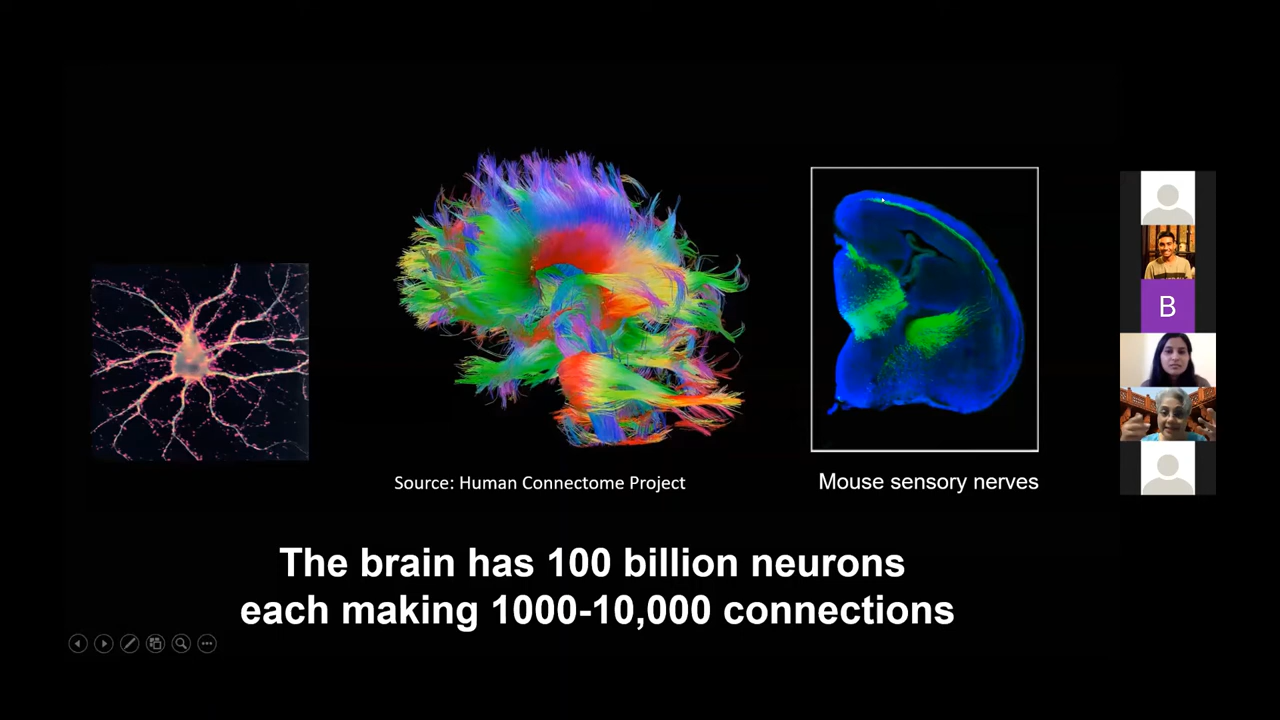 B
Source: Human Connectome Project
Mouse sensory nerves
The brain has 100 billion neurons
each making 1000-10,000 connections